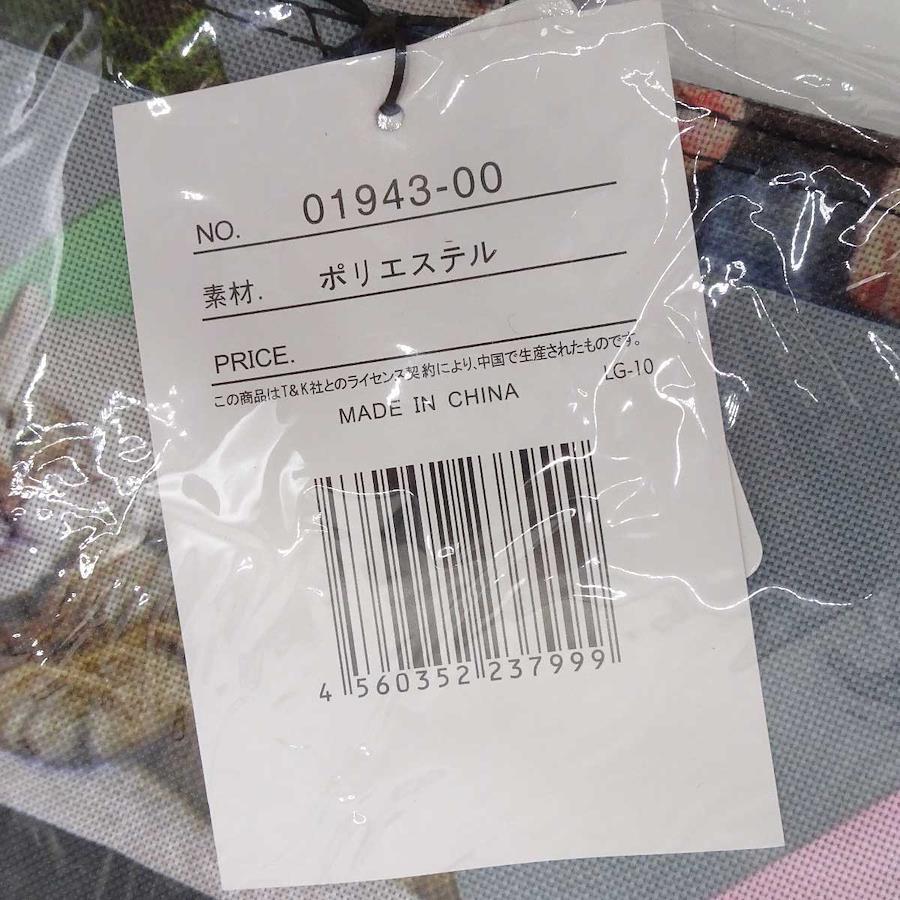 NO. 01943-00
素材. ポリエステル
PRICE.
この商品はT&K社とのライセンス契約により、中国で生産されたものです。
LG-10
MADE IN CHINA
4 560352 237999